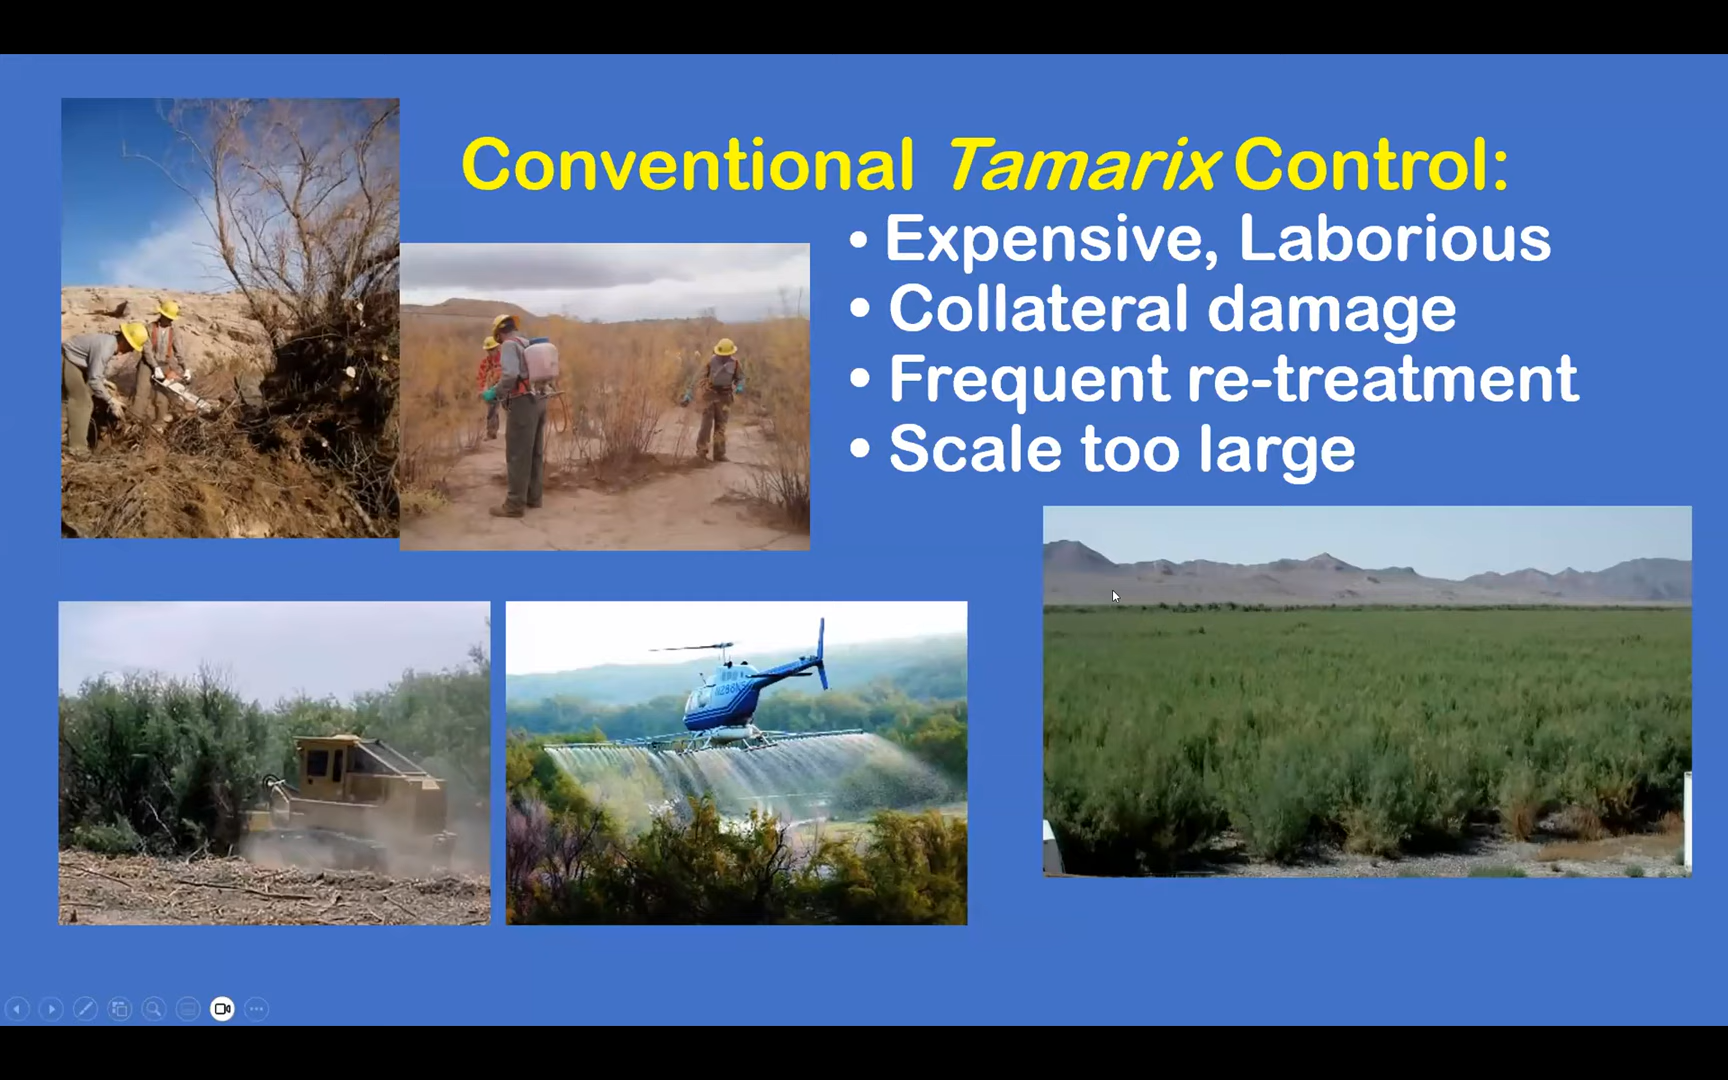 Conventional Tamarix Control:
• Expensive, Laborious
• Collateral damage
• Frequent re-treatment
• Scale too large